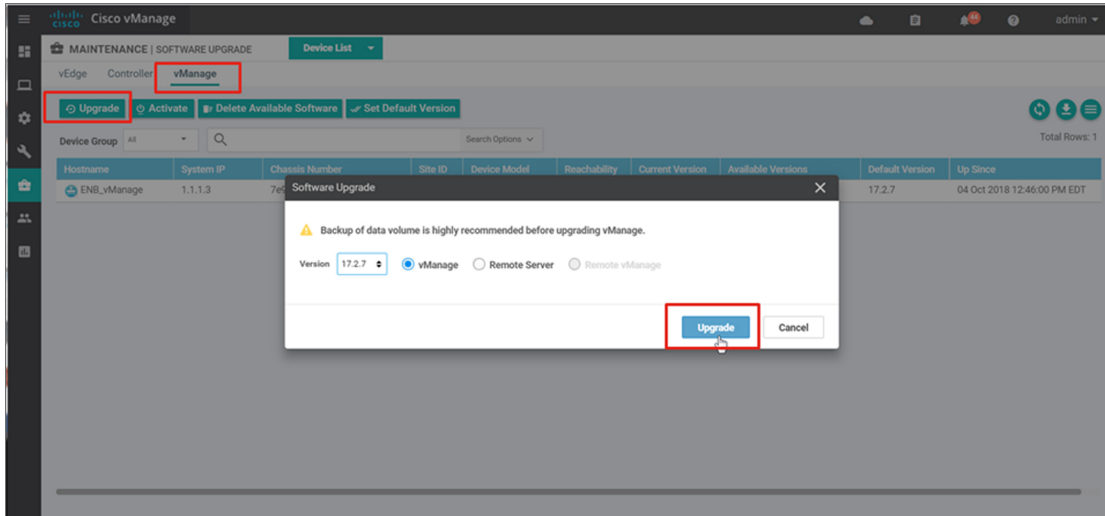 cisco Cisco vManage 44 admin
MAINTENANCE | SOFTWARE UPGRADE Device List
vEdge Controller vManage
Upgrade Activate Delete Available Software Set Default Version
Device Group All Search Options Total Rows: 1
Hostname System IP Chassis Number Site ID Device Model Reachability Current Version Available Versions Default Version Up Since
ENB_vManage 1.1.1.3 7e9 17.2.7 04 Oct 2018 12:46:00 PM EDT
Software Upgrade
Backup of data volume is highly recommended before upgrading vManage.
Version 17.2.7 vManage Remote Server Remote vManage
Upgrade Cancel